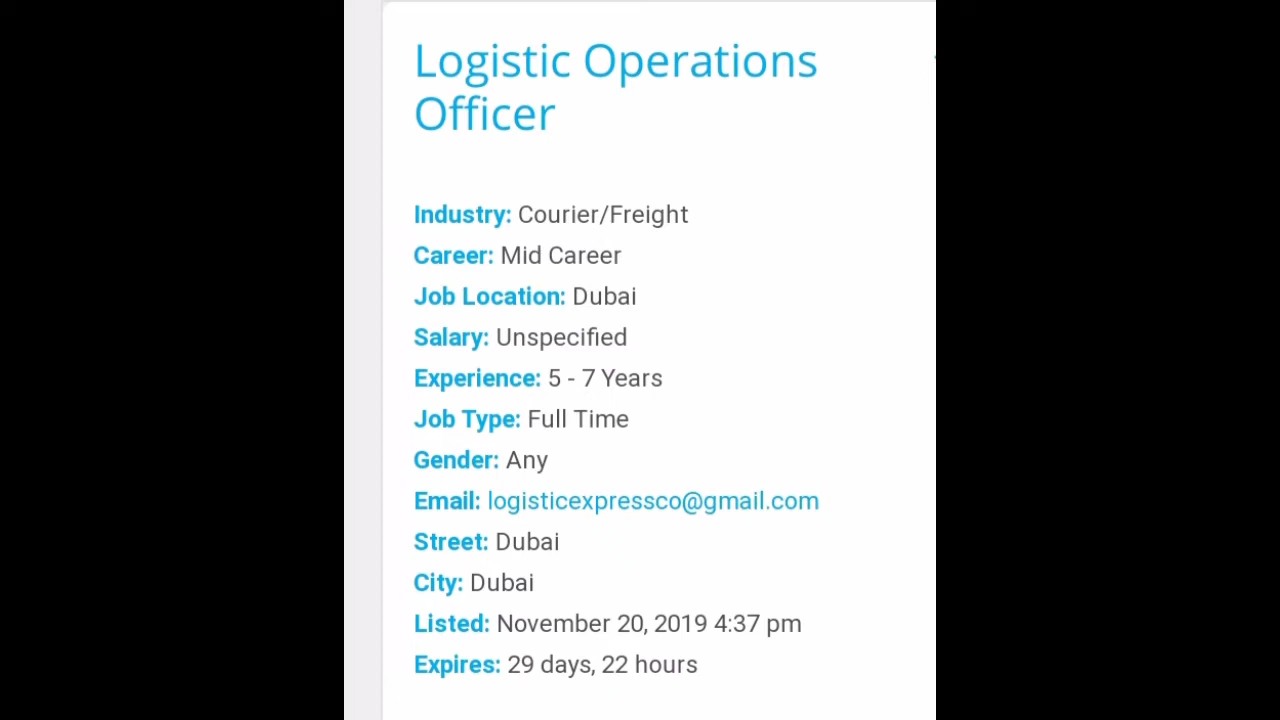 Logistic Operations
Officer
Industry: Courier/Freight
Career: Mid Career
Job Location: Dubai
Salary: Unspecified
Experience: 5 - 7 Years
Job Type: Full Time
Gender: Any
Email: logisticexpressco@gmail.com
Street: Dubai
City: Dubai
Listed: November 20, 2019 4:37 pm
Expires: 29 days, 22 hours